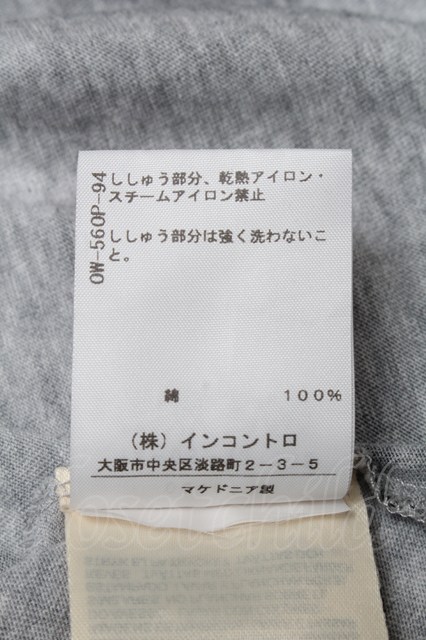 OW-560P-94
ししゅう部分、乾熱アイロン・
スチームアイロン禁止
ししゅう部分は強く洗わないこ
と。
綿 100%
（株）インコントロ
大阪市中央区淡路町2-3-5
マケドニア製